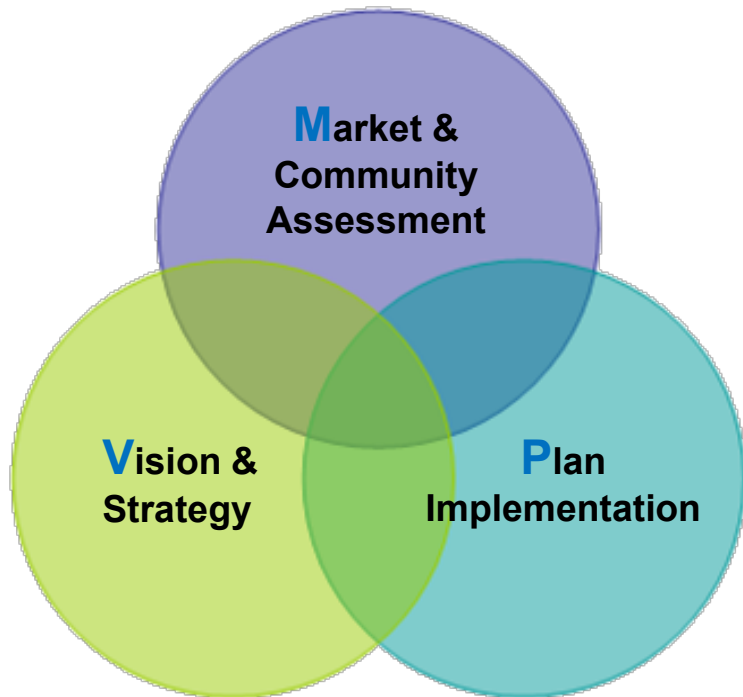 Market &
Community
Assessment
Vision &
Strategy
Plan
Implementation